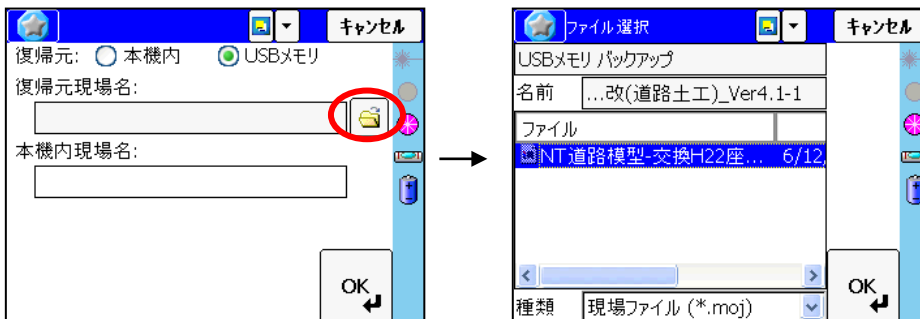 キャンセル
復帰元: 本機内 USBメモリ
復帰元現場名:
本機内現場名:
OK
ファイル選択
キャンセル
USBメモリ バックアップ
名前 ...改(道路土工)_Ver4.1-1
ファイル
NT道路模型-交換H22座... 6/12,
OK
種類 現場ファイル (*.moj)